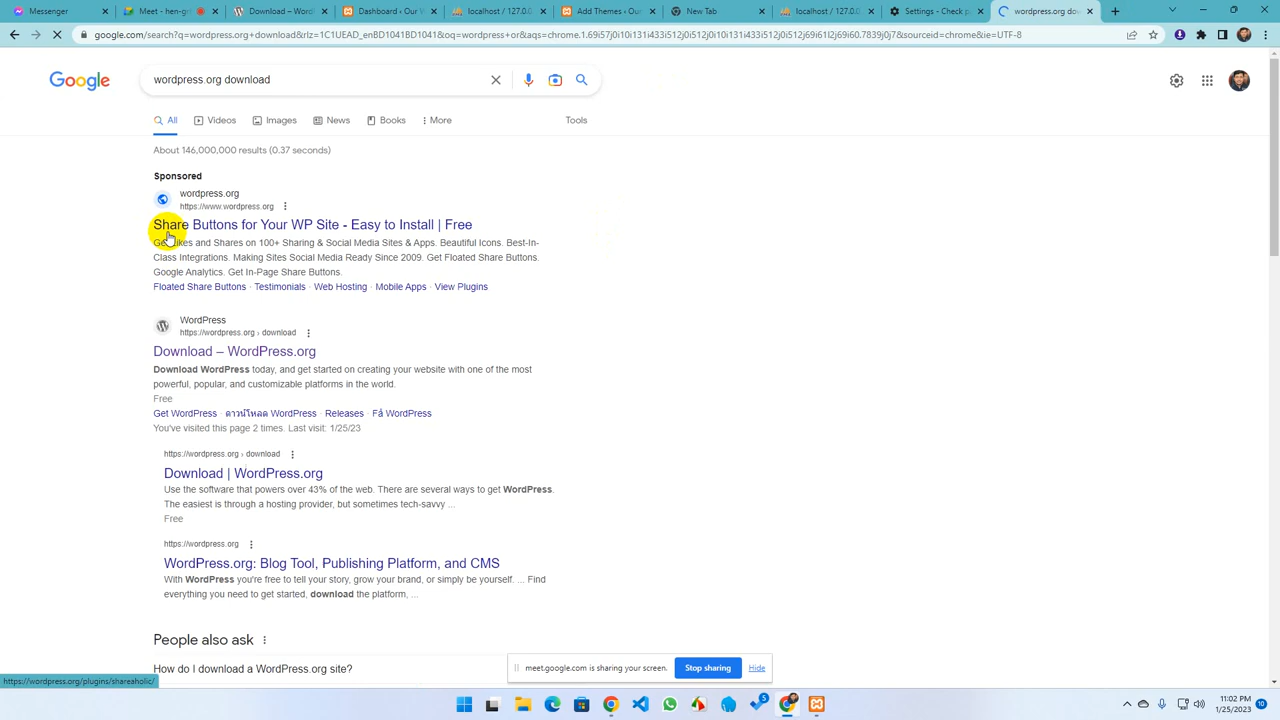 Messenger
Dashboard ‹ Our
(27) Meet – W
localhost / 127.0.
Dashboard ‹ Our
localhost / 127.0.
Add Themes ‹ Our
New Tab
localhost / 127.0.
Settings - Check
wordpress.org do
google.com/search?q=wordpress.org+download&rlz=1C1UEAD_enBD1041BD1041&oq=wordpress+or&aqs=chrome.1.69i57j0i10i131i433i512j0i512j0i10i131i433i512j0i512j69i61l2j69i60.7839j0j7&sourceid=chrome&ie=UTF-8
Google
wordpress.org download
All
Videos
Images
News
Books
More
Tools
About 146,000,000 results (0.37 seconds)
Sponsored
wordpress.org
https://www.wordpress.org
Share Buttons for Your WP Site - Easy to Install | Free
Get Likes and Shares on 100+ Sharing & Social Media Sites & Apps. Beautiful Icons. Best-In-
Class Integrations. Making Sites Social Media Ready Since 2009. Get Floated Share Buttons.
Google Analytics. Get In-Page Share Buttons.
Floated Share Buttons · Testimonials · Web Hosting · Mobile Apps · View Plugins
WordPress
https://wordpress.org › download
Download – WordPress.org
Download WordPress today, and get started on creating your website with one of the most
powerful, popular, and customizable platforms in the world.
Free
Get WordPress · ดาวน์โหลด WordPress · Releases · Få WordPress
You've visited this page 2 times. Last visit: 1/25/23
https://wordpress.org › download
Download | WordPress.org
Use the software that powers over 43% of the web. There are several ways to get WordPress.
The easiest is through a hosting provider, but sometimes tech-savvy ...
Free
https://wordpress.org
WordPress.org: Blog Tool, Publishing Platform, and CMS
With WordPress you're free to tell your story, grow your brand, or simply be yourself. ... Find
everything you need to get started, download the platform, ...
People also ask
How do I download a WordPress.org site?
meet.google.com is sharing your screen.
Stop sharing
Hide
https://wordpress.org/plugins/shareaholic/
5
11:02 PM
1/25/2023
10